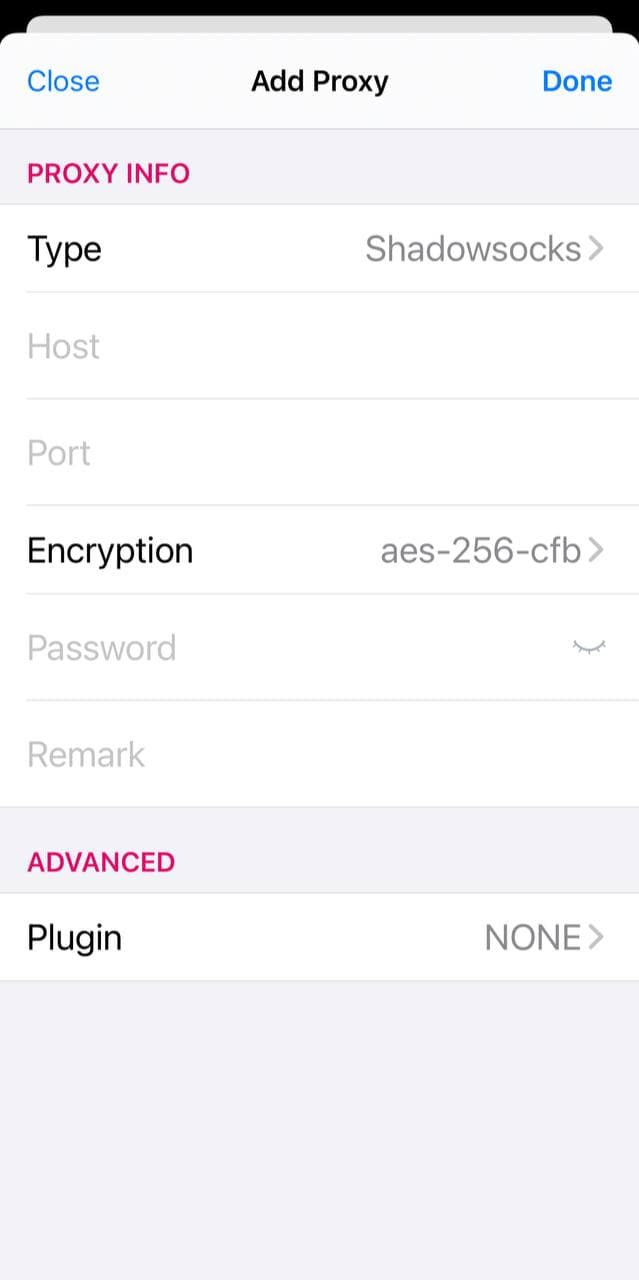 Close Add Proxy Done
PROXY INFO
Type Shadowsocks
Host
Port
Encryption aes-256-cfb
Password
Remark
ADVANCED
Plugin NONE